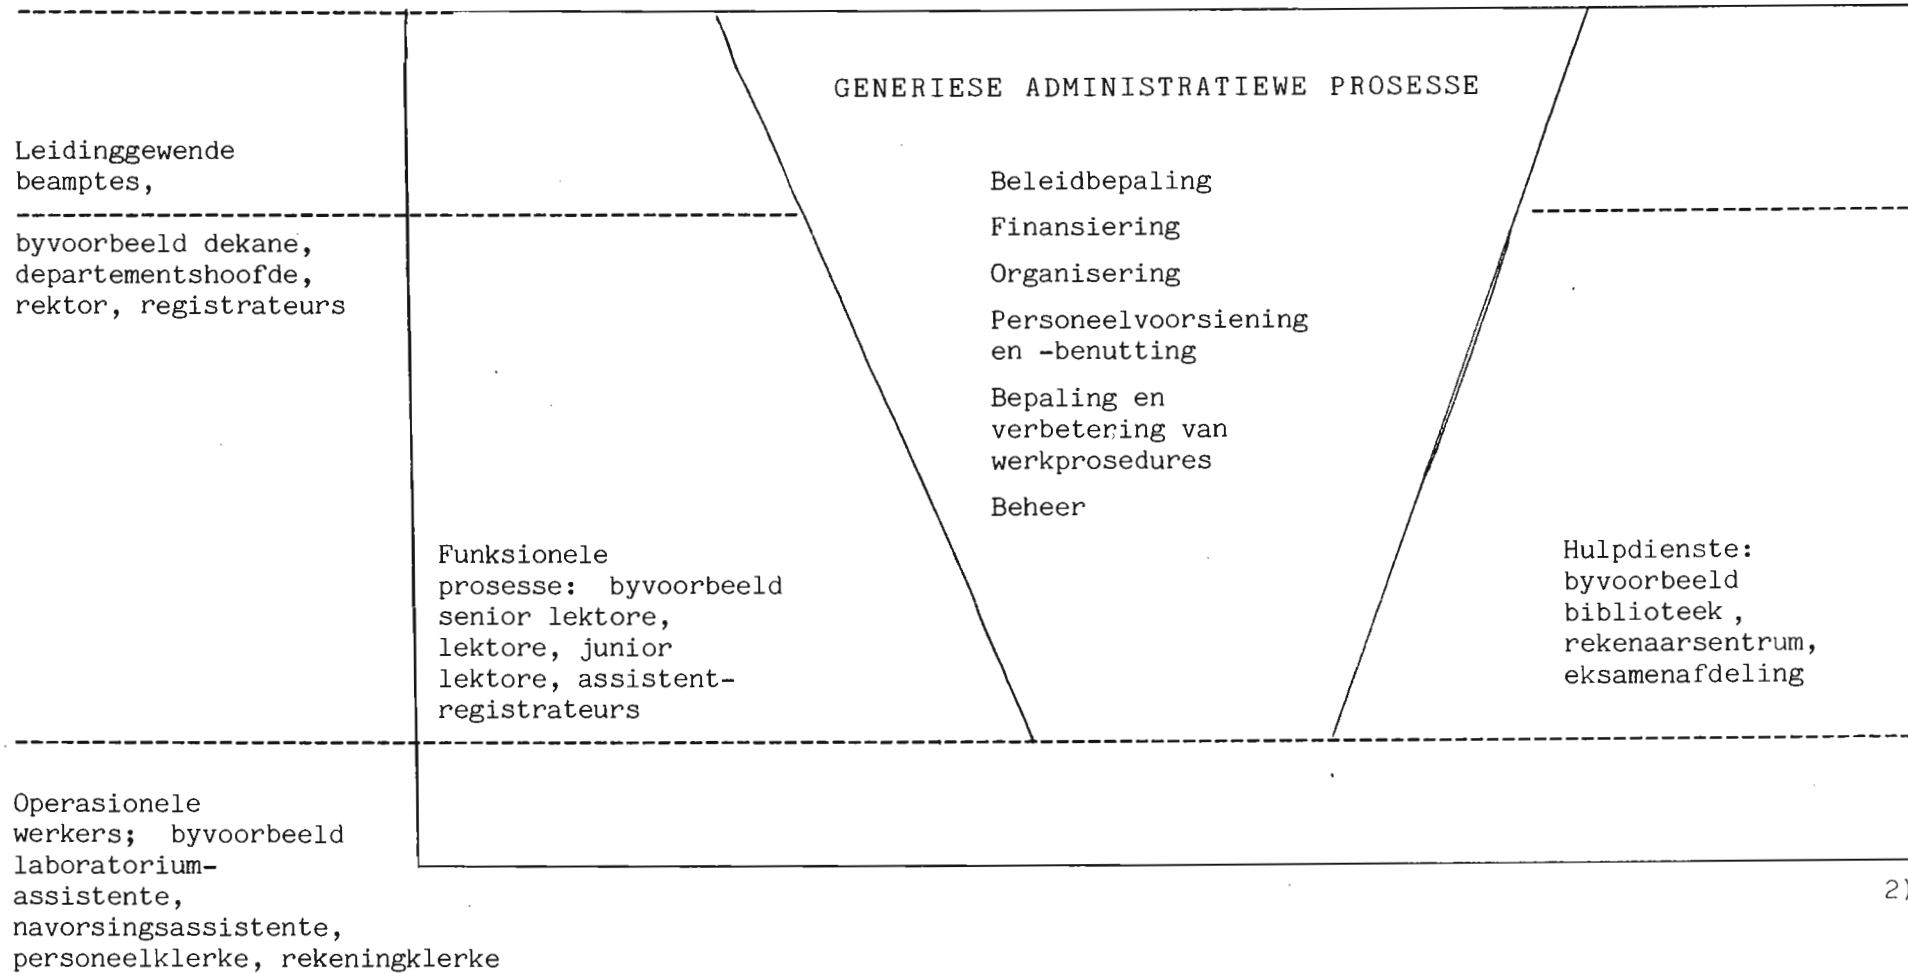 GENERIESE ADMINISTRATIEWE PROSESSE
Leidinggewende
beamptes,
byvoorbeeld dekane,
departementshoofde,
rektor, registrateurs
Beleidbepaling
Finansiering
Organisering
Personeelvoorsiening
en -benutting
Bepaling en
verbetering van
werkprosedures
Beheer
Funksionele
prosesse: byvoorbeeld
senior lektore,
lektore, junior
lektore, assistent-
registrateurs
Hulpdienste:
byvoorbeeld
biblioteek ,
rekenaarsentrum,
eksamenafdeling
Operasionele
werkers; byvoorbeeld
laboratorium-
assistente,
navorsingsassistente,
personeelklerke, rekeningklerke
2)